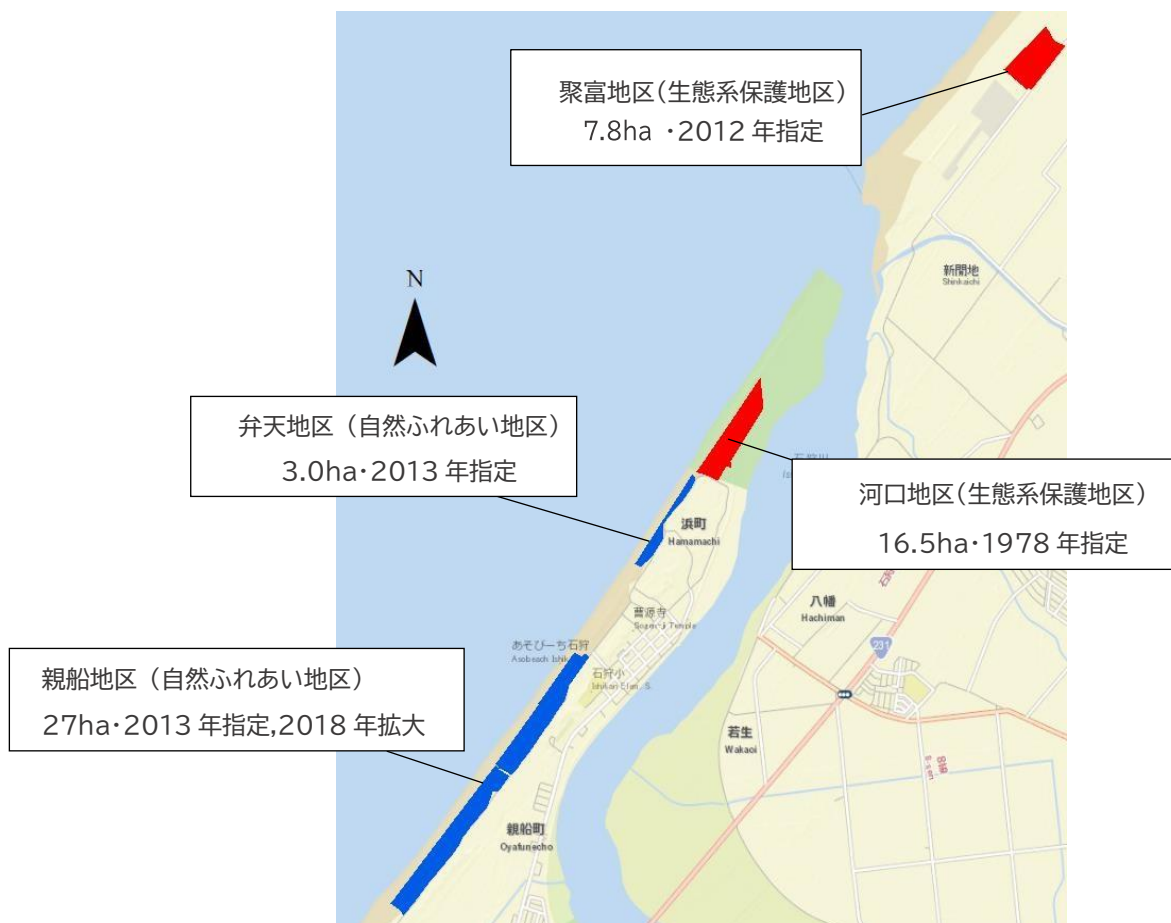 聚富地区(生態系保護地区)
7.8ha ・2012 年指定
新開地
Shinkaichi
N
弁天地区（自然ふれあい地区）
3.0ha・2013 年指定
河口地区(生態系保護地区)
16.5ha・1978 年指定
浜町
Hamamachi
八幡
Hachiman
曹源寺
Temple
231
あそびーち石狩
Asobeach
石狩小
親船地区（自然ふれあい地区）
27ha・2013 年指定,2018 年拡大
若生
Wakaoi
親船町
Oyafunecho